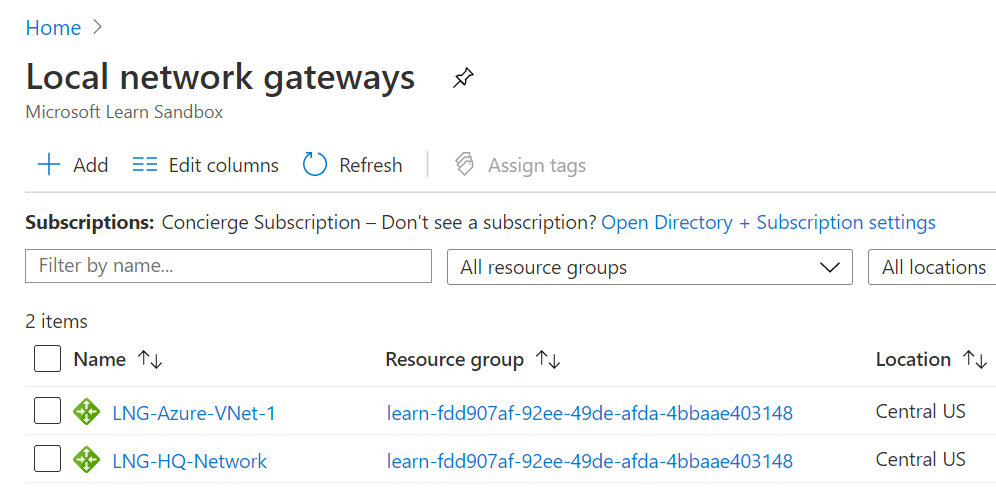 Home
Local network gateways
Microsoft Learn Sandbox
Add Edit columns Refresh Assign tags
Subscriptions: Concierge Subscription – Don't see a subscription? Open Directory + Subscription settings
Filter by name... All resource groups All locations
2 items
Name Resource group Location
LNG-Azure-VNet-1 learn-fdd907af-92ee-49de-afda-4bbaae403148 Central US
LNG-HQ-Network learn-fdd907af-92ee-49de-afda-4bbaae403148 Central US